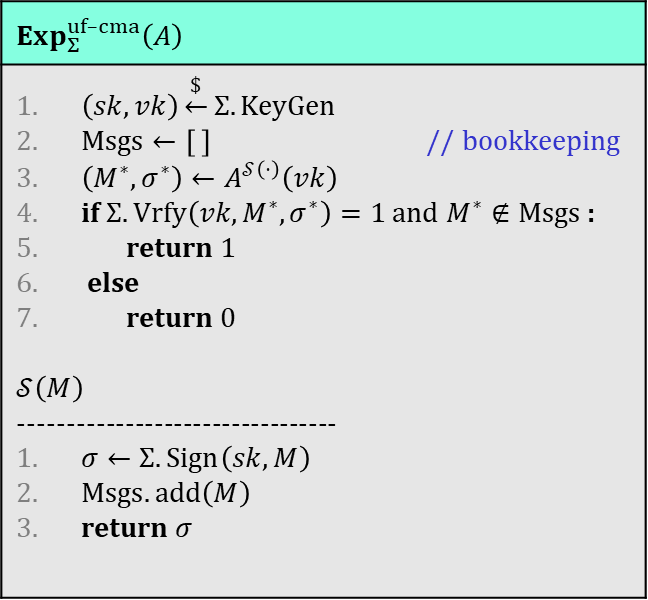 Exp_Σ^{uf−cma}(A)
1. (sk, vk) ←$ Σ. KeyGen
2. Msgs ← [ ] // bookkeeping
3. (M*, σ*) ← A^{𝒮(·)}(vk)
4. if Σ. Vrfy(vk, M*, σ*) = 1 and M* ∉ Msgs :
5. return 1
6. else
7. return 0
𝒮(M)
--------------------------------
1. σ ← Σ. Sign(sk, M)
2. Msgs. add(M)
3. return σ